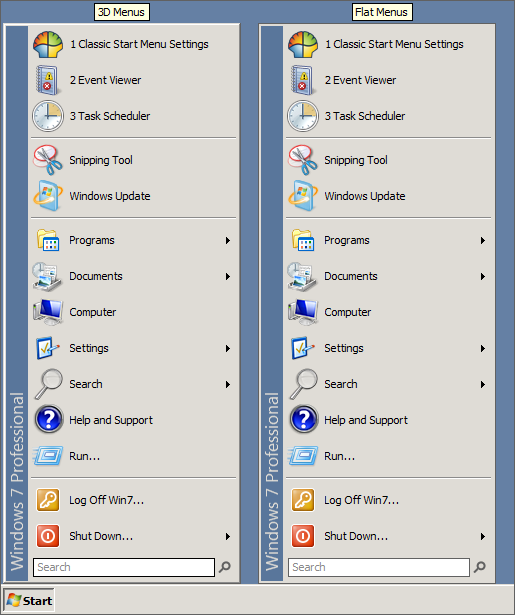 3D Menus
1 Classic Start Menu Settings
2 Event Viewer
3 Task Scheduler
Snipping Tool
Windows Update
Programs
Documents
Computer
Settings
Search
Help and Support
Run...
Log Off Win7...
Shut Down...
Search
Windows 7 Professional
Flat Menus
1 Classic Start Menu Settings
2 Event Viewer
3 Task Scheduler
Snipping Tool
Windows Update
Programs
Documents
Computer
Settings
Search
Help and Support
Run...
Log Off Win7...
Shut Down...
Search
Windows 7 Professional
Start